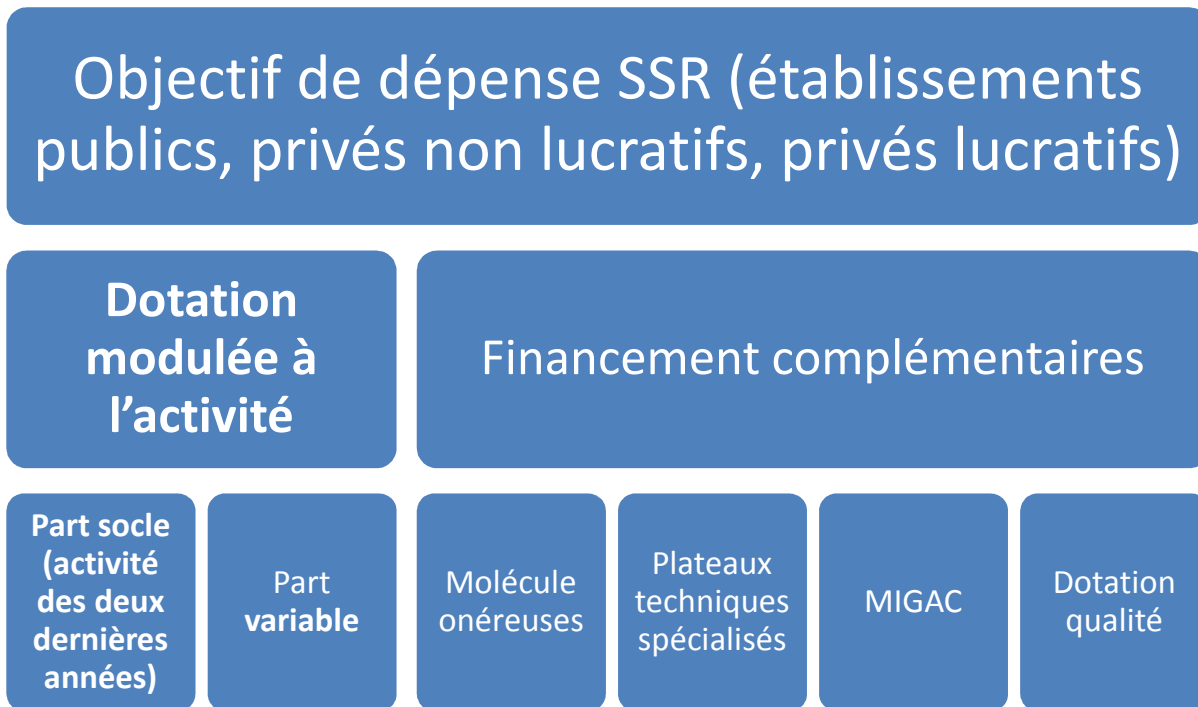 Objectif de dépense SSR (établissements
publics, privés non lucratifs, privés lucratifs)
Dotation
modulée à
l’activité
Financement complémentaires
Part socle
(activité
des deux
dernières
années)
Part
variable
Molécule
onéreuses
Plateaux
techniques
spécialisés
MIGAC
Dotation
qualité